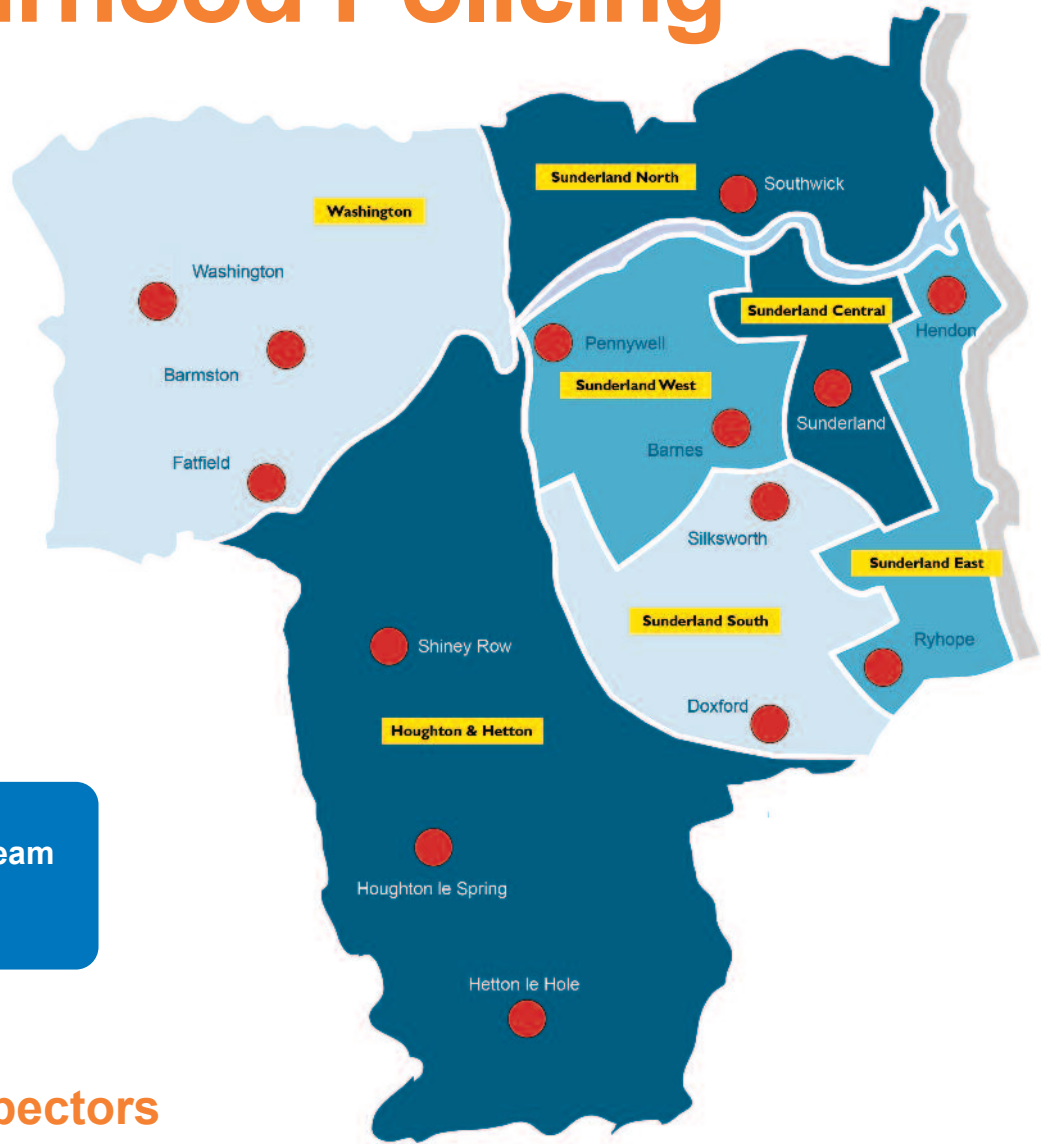 Policing
Sunderland North
Southwick
Washington
Washington
Sunderland Central
Hendon
Pennywell
Barmston
Sunderland West
Sunderland
Barnes
Fatfield
Silksworth
Sunderland East
Sunderland South
Shiney Row
Ryhope
Doxford
Houghton & Hetton
eam
Houghton le Spring
Hetton le Hole
pectors